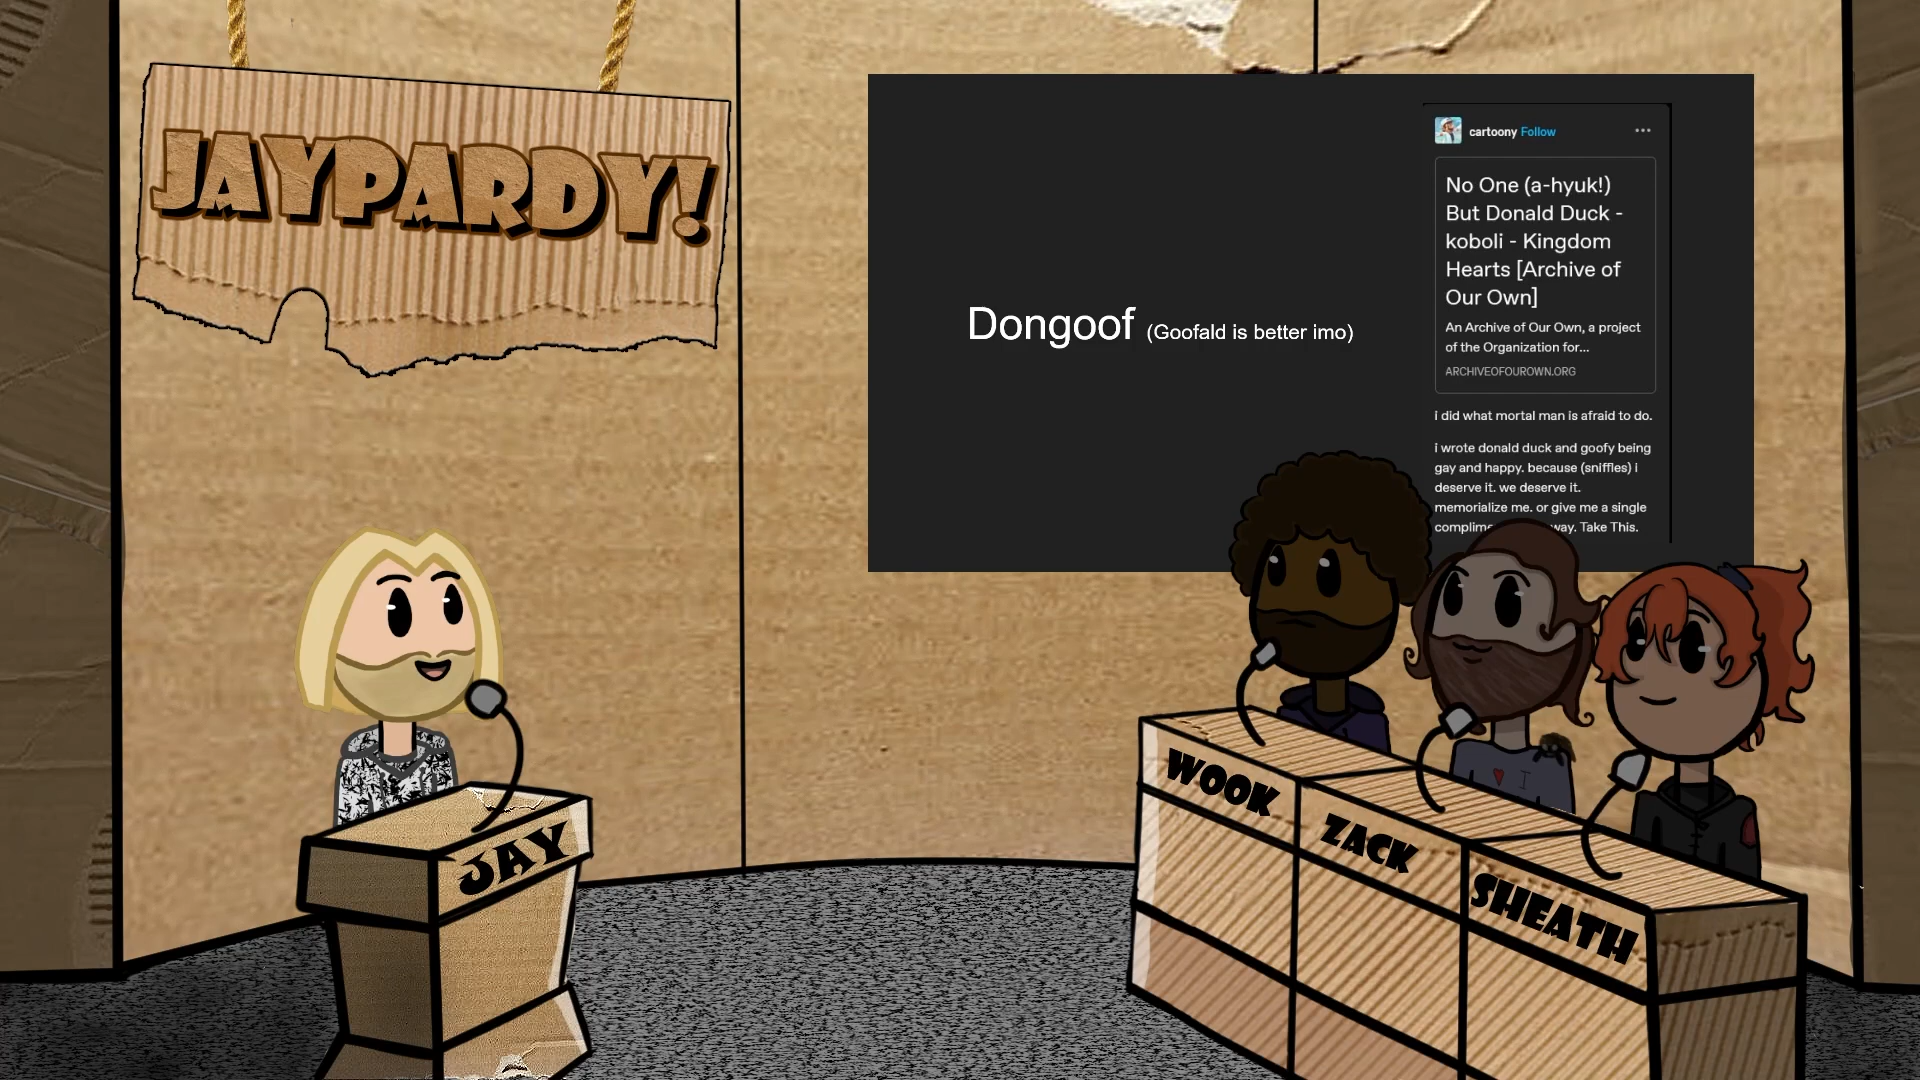 JAYPARDY!
Dongoof (Goofald is better imo)
cartoony Follow
No One (a-hyuk!)
But Donald Duck -
koboli - Kingdom
Hearts [Archive of
Our Own]
An Archive of Our Own, a project
of the Organization for...
ARCHIVEOFOUROWN.ORG
i did what mortal man is afraid to do.
i wrote donald duck and goofy being
gay and happy. because (sniffles) i
deserve it. we deserve it.
memorialize me. or give me a single
way. Take This.
I
JAY
WOOK
ZACK
SHEATH